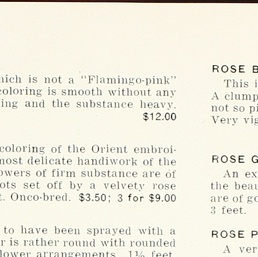 which is not a "Flamingo-pink"
coloring is smooth without any
ing and the substance heavy.
$12.00
coloring of the Orient embroi-
most delicate handiwork of the
owers of firm substance are of
ots set off by a velvety rose
t. Onco-bred. $3.50; 3 for $9.00
to have been sprayed with a
r is rather round with rounded
lower arrangements. 1½ feet.
ROSE B
This i
A clump
not so pi
Very vig
ROSE G
An ex
the beau
are of go
3 feet.
ROSE P
A ver